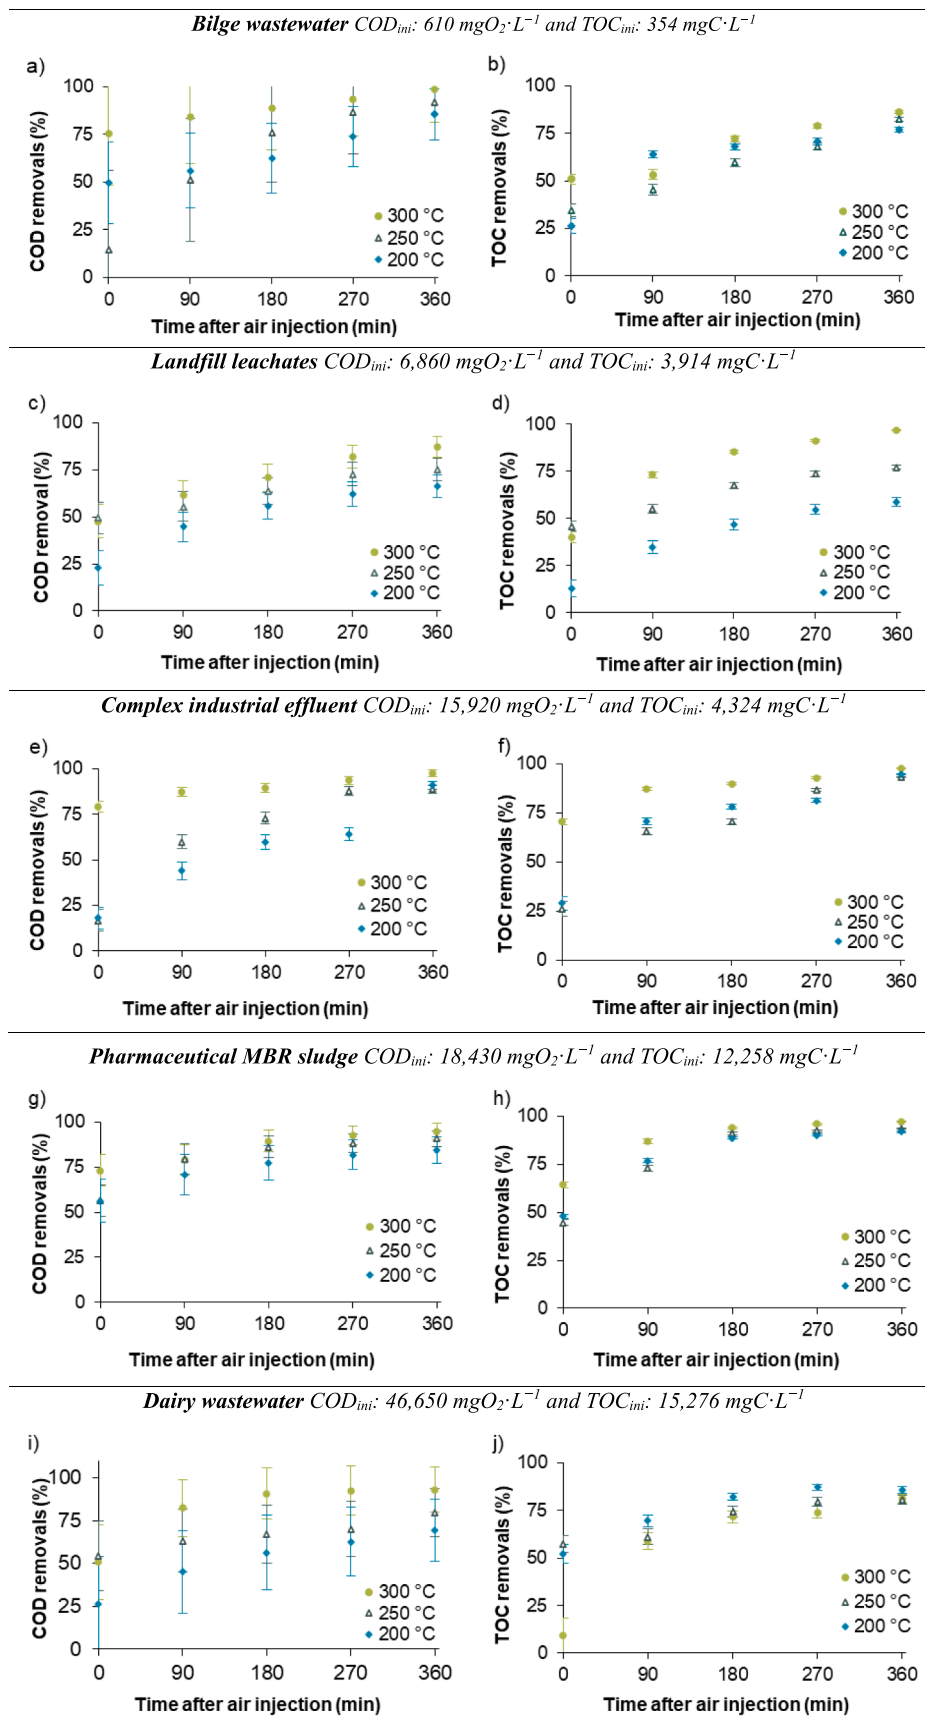 Bilge wastewater CODini: 610 mgO2·L−1 and TOCini: 354 mgC·L−1
a)
COD removals (%)
100
75
50
25
0
300 °C
250 °C
200 °C
0 90 180 270 360
Time after air injection (min)
b)
TOC removals (%)
100
75
50
25
0
300 °C
250 °C
200 °C
0 90 180 270 360
Time after air injection (min)
Landfill leachates CODini: 6,860 mgO2·L−1 and TOCini: 3,914 mgC·L−1
c)
COD removal (%)
100
75
50
25
0
300 °C
250 °C
200 °C
0 90 180 270 360
Time after injection (min)
d)
TOC removals (%)
100
75
50
25
0
300 °C
250 °C
200 °C
0 90 180 270 360
Time after air injection (min)
Complex industrial effluent CODini: 15,920 mgO2·L−1 and TOCini: 4,324 mgC·L−1
e)
COD removals (%)
100
75
50
25
0
300 °C
250 °C
200 °C
0 90 180 270 360
Time after air injection (min)
f)
TOC removals (%)
100
75
50
25
0
300 °C
250 °C
200 °C
0 90 180 270 360
Time after air injection (min)
Pharmaceutical MBR sludge CODini: 18,430 mgO2·L−1 and TOCini: 12,258 mgC·L−1
g)
COD removals (%)
100
75
50
25
0
300 °C
250 °C
200 °C
0 90 180 270 360
Time after air injection (min)
h)
TOC removals (%)
100
75
50
25
0
300 °C
250 °C
200 °C
0 90 180 270 360
Time after air injection (min)
Dairy wastewater CODini: 46,650 mgO2·L−1 and TOCini: 15,276 mgC·L−1
i)
COD removals (%)
100
75
50
25
0
300 °C
250 °C
200 °C
0 90 180 270 360
Time after air injection (min)
j)
TOC removals (%)
100
75
50
25
0
300 °C
250 °C
200 °C
0 90 180 270 360
Time after air injection (min)